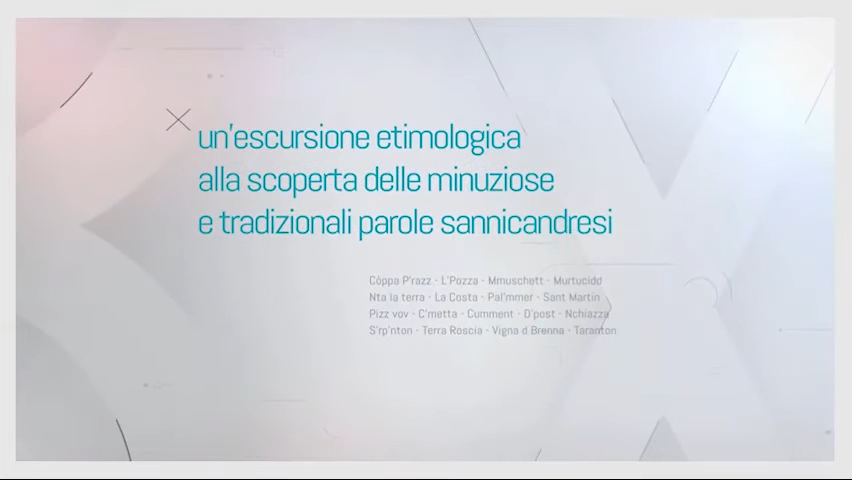 un'escursione etimologica
alla scoperta delle minuziose
e tradizionali parole sannicandresi
Còppa P'razz - L'Pozza - Mmuschett - Murtucidd
Nta la terra - La Costa - Pal'mmer - Sant Martin
Pizz vov - C'metta - Cumment - D'post - Nchiazza
S'rp'nton - Terra Roscia - Vigna d Brenna - Taranton